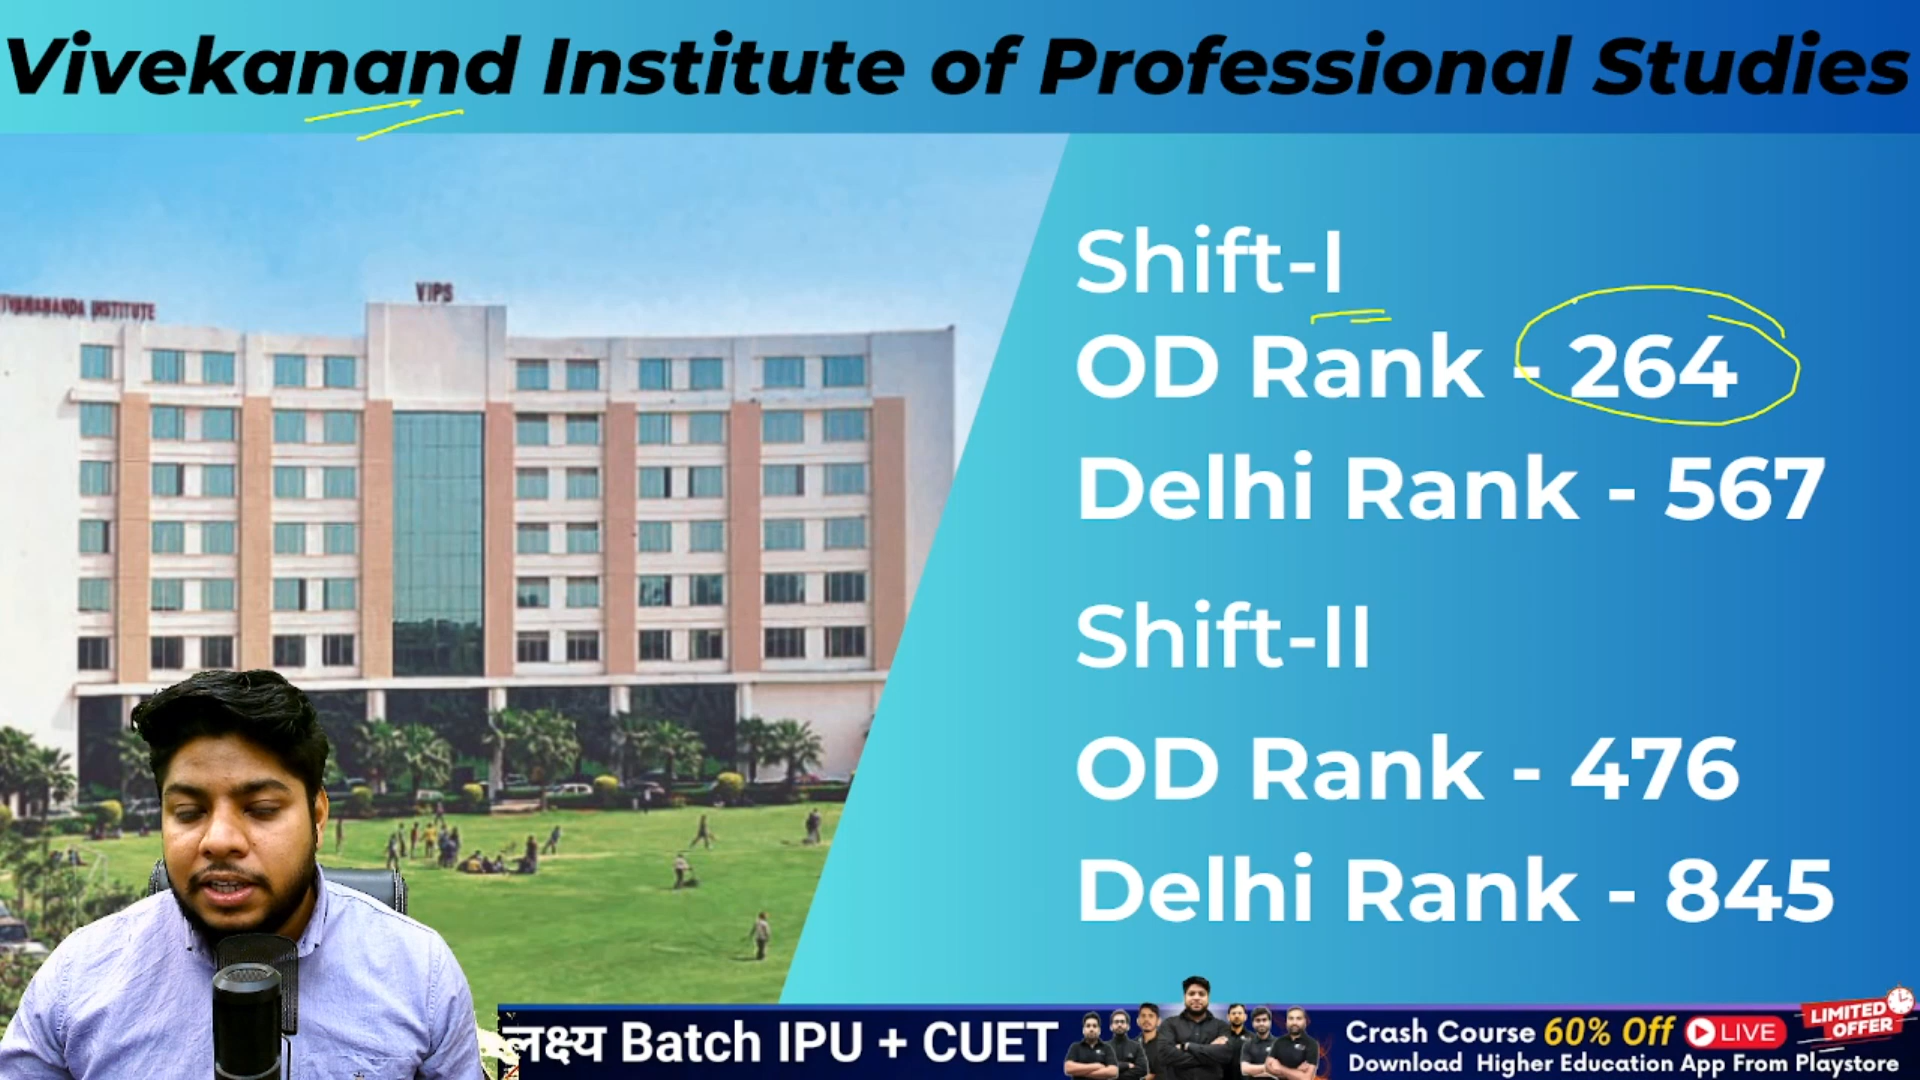 Vivekanand Institute of Professional Studies
VIPS
INSTITUTE
Shift-I
OD Rank - 264
Delhi Rank - 567
Shift-II
OD Rank - 476
Delhi Rank - 845
लक्ष्य Batch IPU + CUET
Crash Course 60% Off LIVE
Download Higher Education App From Playstore
LIMITED
OFFER